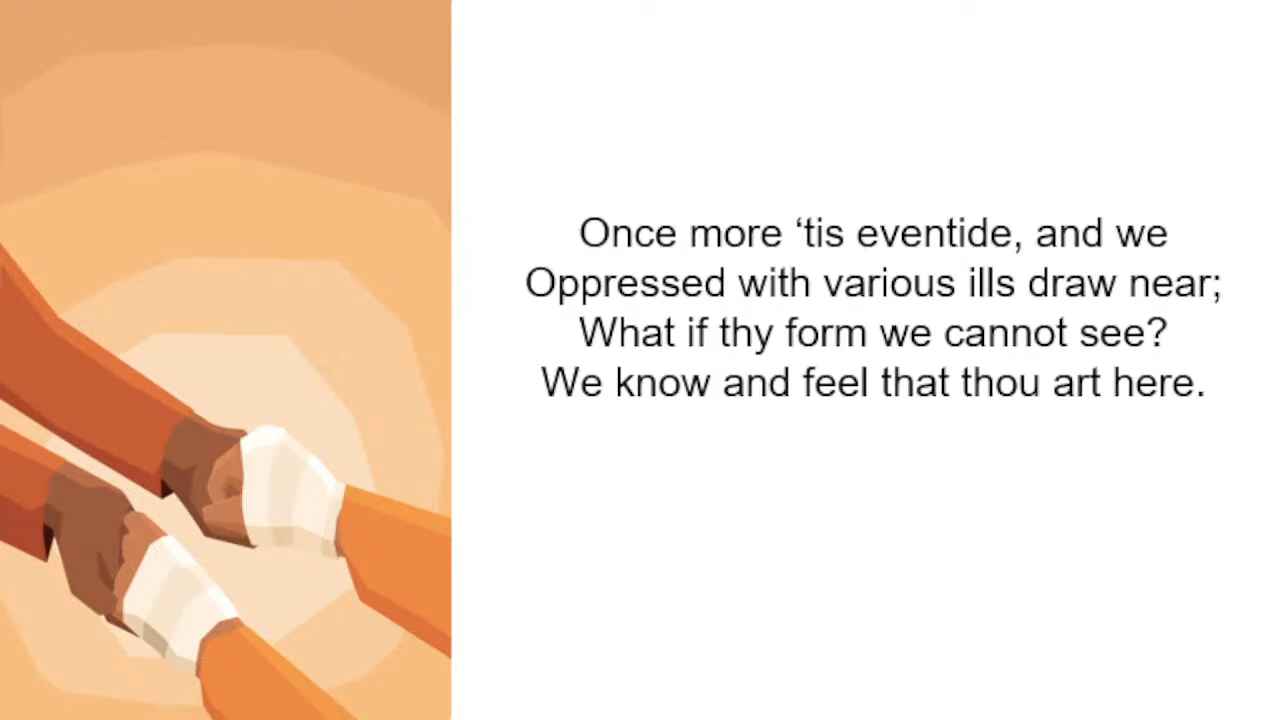 Once more ‘tis eventide, and we
Oppressed with various ills draw near;
What if thy form we cannot see?
We know and feel that thou art here.